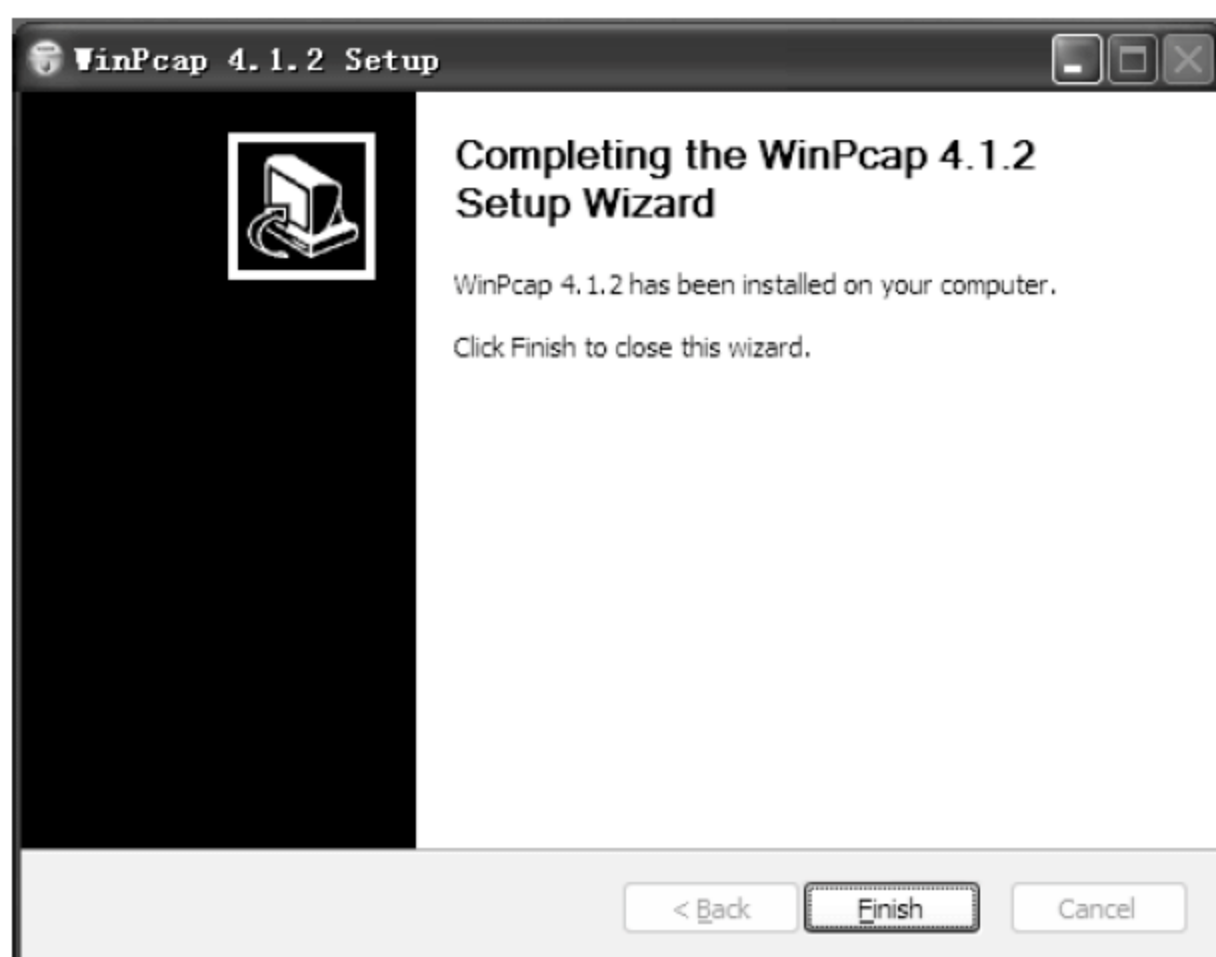 WinPcap 4.1.2 Setup
Completing the WinPcap 4.1.2
Setup Wizard
WinPcap 4.1.2 has been installed on your computer.
Click Finish to close this wizard.
< Back
Finish
Cancel